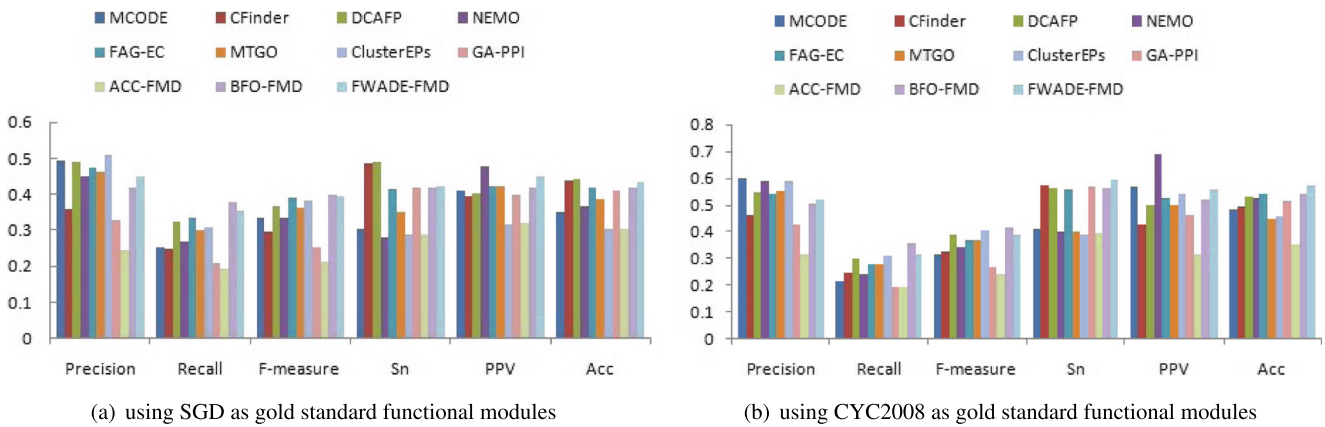 MCODE CFinder DCAFP NEMO
FAG-EC MTGO ClusterEPs GA-PPI
ACC-FMD BFO-FMD FWADE-FMD
0.6
0.5
0.4
0.3
0.2
0.1
0
Precision Recall F-measure Sn PPV Acc
(a) using SGD as gold standard functional modules
MCODE CFinder DCAFP NEMO
FAG-EC MTGO ClusterEPs GA-PPI
ACC-FMD BFO-FMD FWADE-FMD
0.8
0.7
0.6
0.5
0.4
0.3
0.2
0.1
0
Precision Recall F-measure Sn PPV Acc
(b) using CYC2008 as gold standard functional modules